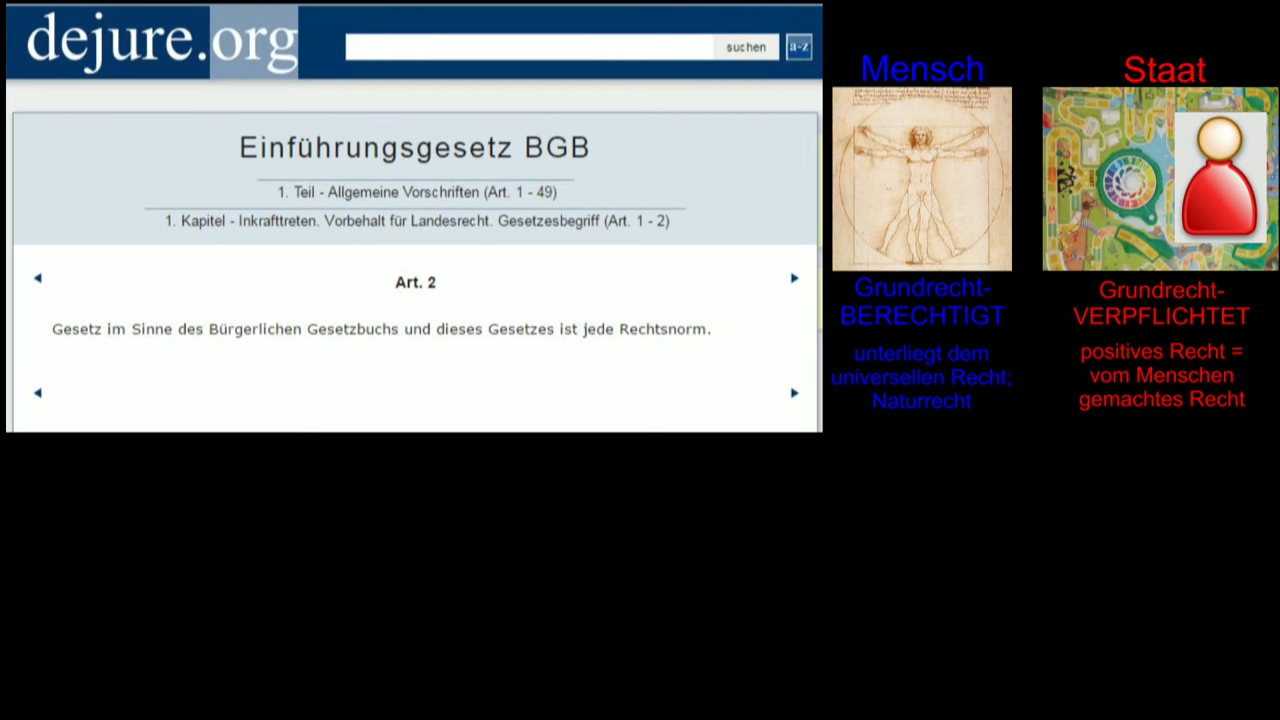 dejure.org
suchen
a-z
Einführungsgesetz BGB
1. Teil - Allgemeine Vorschriften (Art. 1 - 49)
1. Kapitel - Inkrafttreten. Vorbehalt für Landesrecht. Gesetzesbegriff (Art. 1 - 2)
Art. 2
Gesetz im Sinne des Bürgerlichen Gesetzbuchs und dieses Gesetzes ist jede Rechtsnorm.
Mensch
Grundrecht-
BERECHTIGT
unterliegt dem
universellen Recht;
Naturrecht
Staat
Grundrecht-
VERPFLICHTET
positives Recht =
vom Menschen
gemachtes Recht